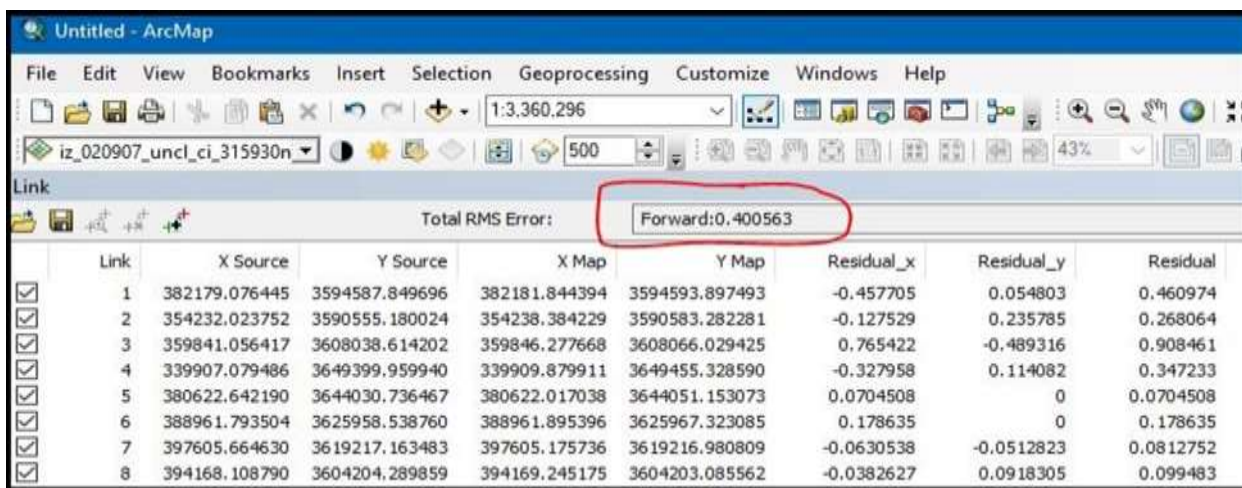 Untitled - ArcMap
File Edit View Bookmarks Insert Selection Geoprocessing Customize Windows Help
1:3,360,296
iz_020907_uncl_ci_315930n 500 43%
Link
Total RMS Error: Forward:0.400563
Link X Source Y Source X Map Y Map Residual_x Residual_y Residual
1 382179.076445 3594587.849696 382181.844394 3594593.897493 -0.457705 0.054803 0.460974
2 354232.023752 3590555.180024 354238.384229 3590583.282281 -0.127529 0.235785 0.268064
3 359841.056417 3608038.614202 359846.277668 3608066.029425 0.765422 -0.489316 0.908461
4 339907.079486 3649399.959940 339909.879911 3649455.328590 -0.327958 0.114082 0.347233
5 380622.642190 3644030.736467 380622.017038 3644051.153073 0.0704508 0 0.0704508
6 388961.793504 3625958.538760 388961.895396 3625967.323085 0.178635 0 0.178635
7 397605.664630 3619217.163483 397605.175736 3619216.980809 -0.0630538 -0.0512823 0.0812752
8 394168.108790 3604204.289859 394169.245175 3604203.085562 -0.0382627 0.0918305 0.099483